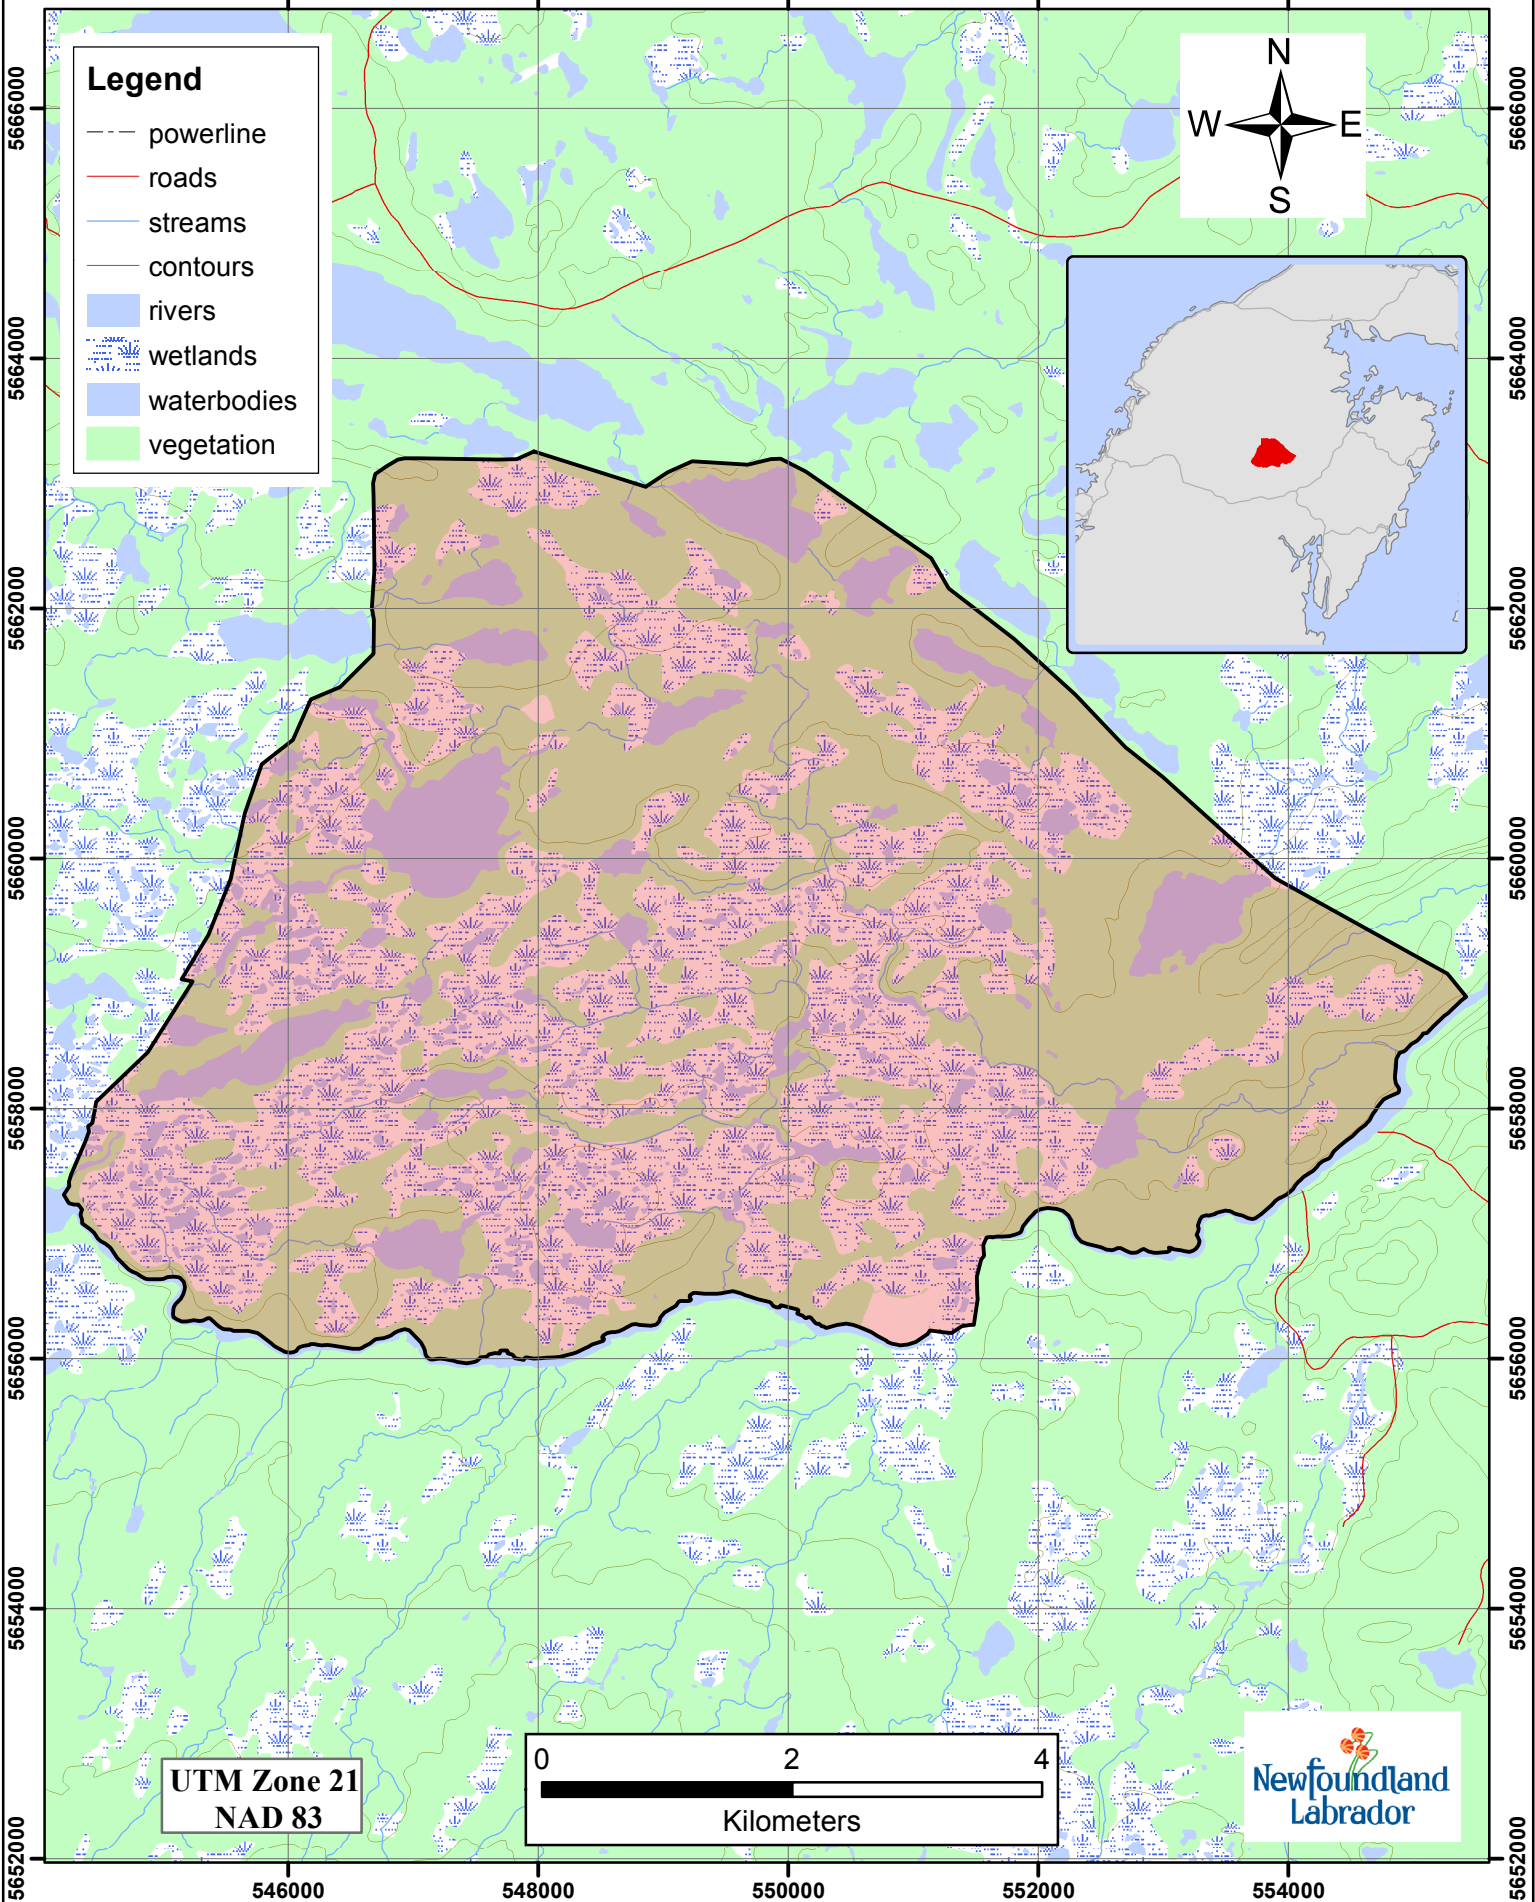 Legend
powerline
roads
streams
contours
rivers
wetlands
waterbodies
vegetation
N
W
E
S
5666000
5664000
5662000
5660000
5658000
5656000
5654000
5652000
5666000
5664000
5662000
5660000
5658000
5656000
5654000
5652000
UTM Zone 21
NAD 83
0 2 4
Kilometers
Newfoundland
Labrador
546000 548000 550000 552000 554000